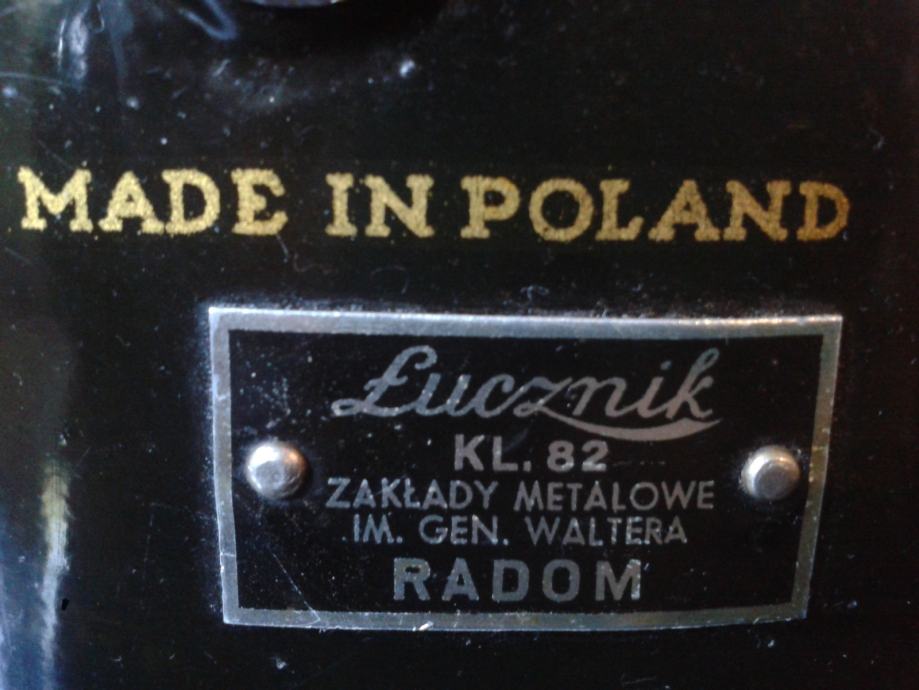 MADE IN POLAND
Łucznik
KL. 82
ZAKŁADY METALOWE
IM. GEN. WALTERA
RADOM